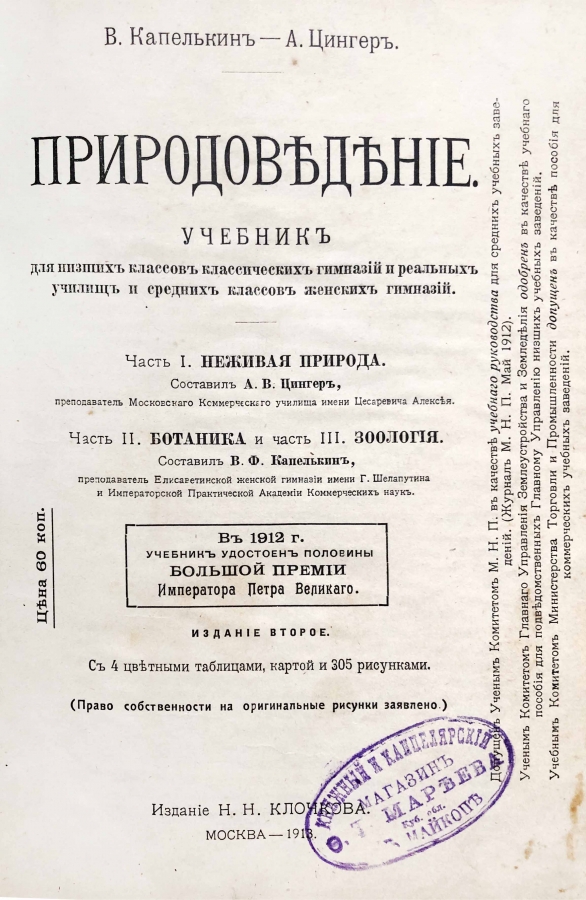 В. Капелькинъ — А. Цингеръ.
ПРИРОДОВѢДѢНІЕ.
УЧЕБНИКЪ
для низшихъ классовъ классическихъ гимназій и реальныхъ
училищъ и среднихъ классовъ женскихъ гимназій.
Часть I. НЕЖИВАЯ ПРИРОДА.
Составилъ А. В. Цингеръ,
преподаватель Московскаго Коммерческаго училища имени Цесаревича Алексѣя.
Часть II. БОТАНИКА и часть III. ЗООЛОГІЯ.
Составилъ В. Ф. Капелькинъ,
преподаватель Елисаветинской женской гимназіи имени Г. Шелапутина
и Императорской Практической Академіи Коммерческихъ наукъ.
Въ 1912 г.
УЧЕБНИКЪ УДОСТОЕНЪ ПОЛОВИНЫ
БОЛЬШОЙ ПРЕМІИ
Императора Петра Великаго.
ИЗДАНІЕ ВТОРОЕ.
Съ 4 цвѣтными таблицами, картой и 305 рисунками.
(Право собственности на оригинальные рисунки заявлено.)
Изданіе Н. Н. КЛОЧКОВА.
МОСКВА — 1913.
Цѣна 60 коп.
Допущенъ Ученымъ Комитетомъ М. Н. П. въ качествѣ учебнаго руководства для среднихъ учебныхъ заве-
деній. (Журналъ М. Н. П. Май 1912).
Ученымъ Комитетомъ Главнаго Управленія Землеустройства и Земледѣлія одобренъ въ качествѣ учебнаго
пособія для подвѣдомственныхъ Главному Управленію низшихъ учебныхъ заведеній.
Учебнымъ Комитетомъ Министерства Торговли и Промышленности допущенъ въ качествѣ пособія для
коммерческихъ учебныхъ заведеній.
КНИЖНЫЙ И КАНЦЕЛЯРСКІЙ
МАГАЗИНЪ
Ѳ. Т. МАРЬЕВА
Куб. обл.
Г. МАЙКОПЪ